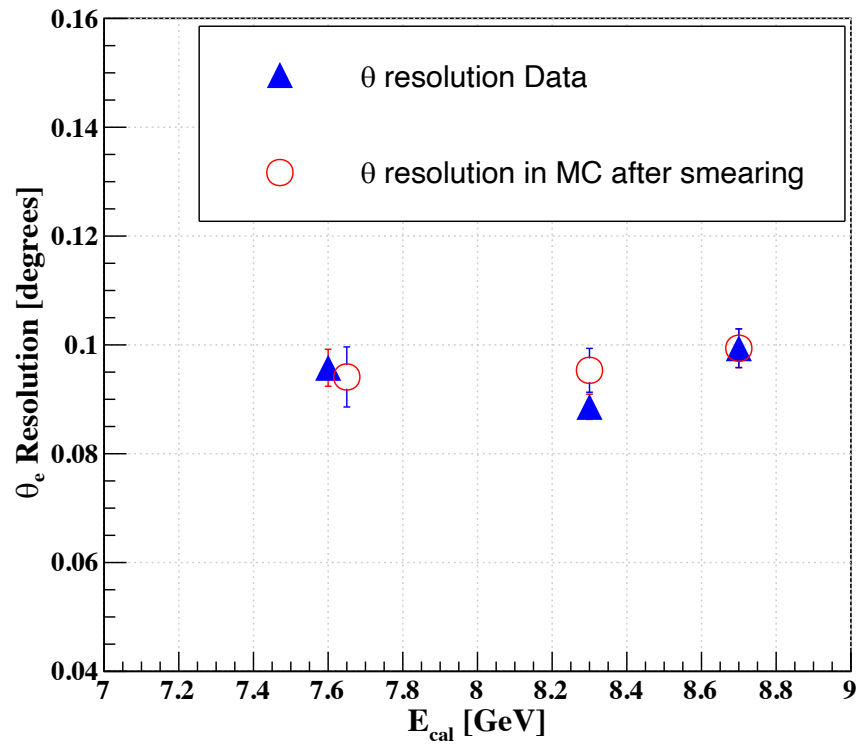 θ resolution Data
θ resolution in MC after smearing
θe Resolution [degrees]
0.16
0.14
0.12
0.1
0.08
0.06
0.04
7 7.2 7.4 7.6 7.8 8 8.2 8.4 8.6 8.8 9
Ecal [GeV]